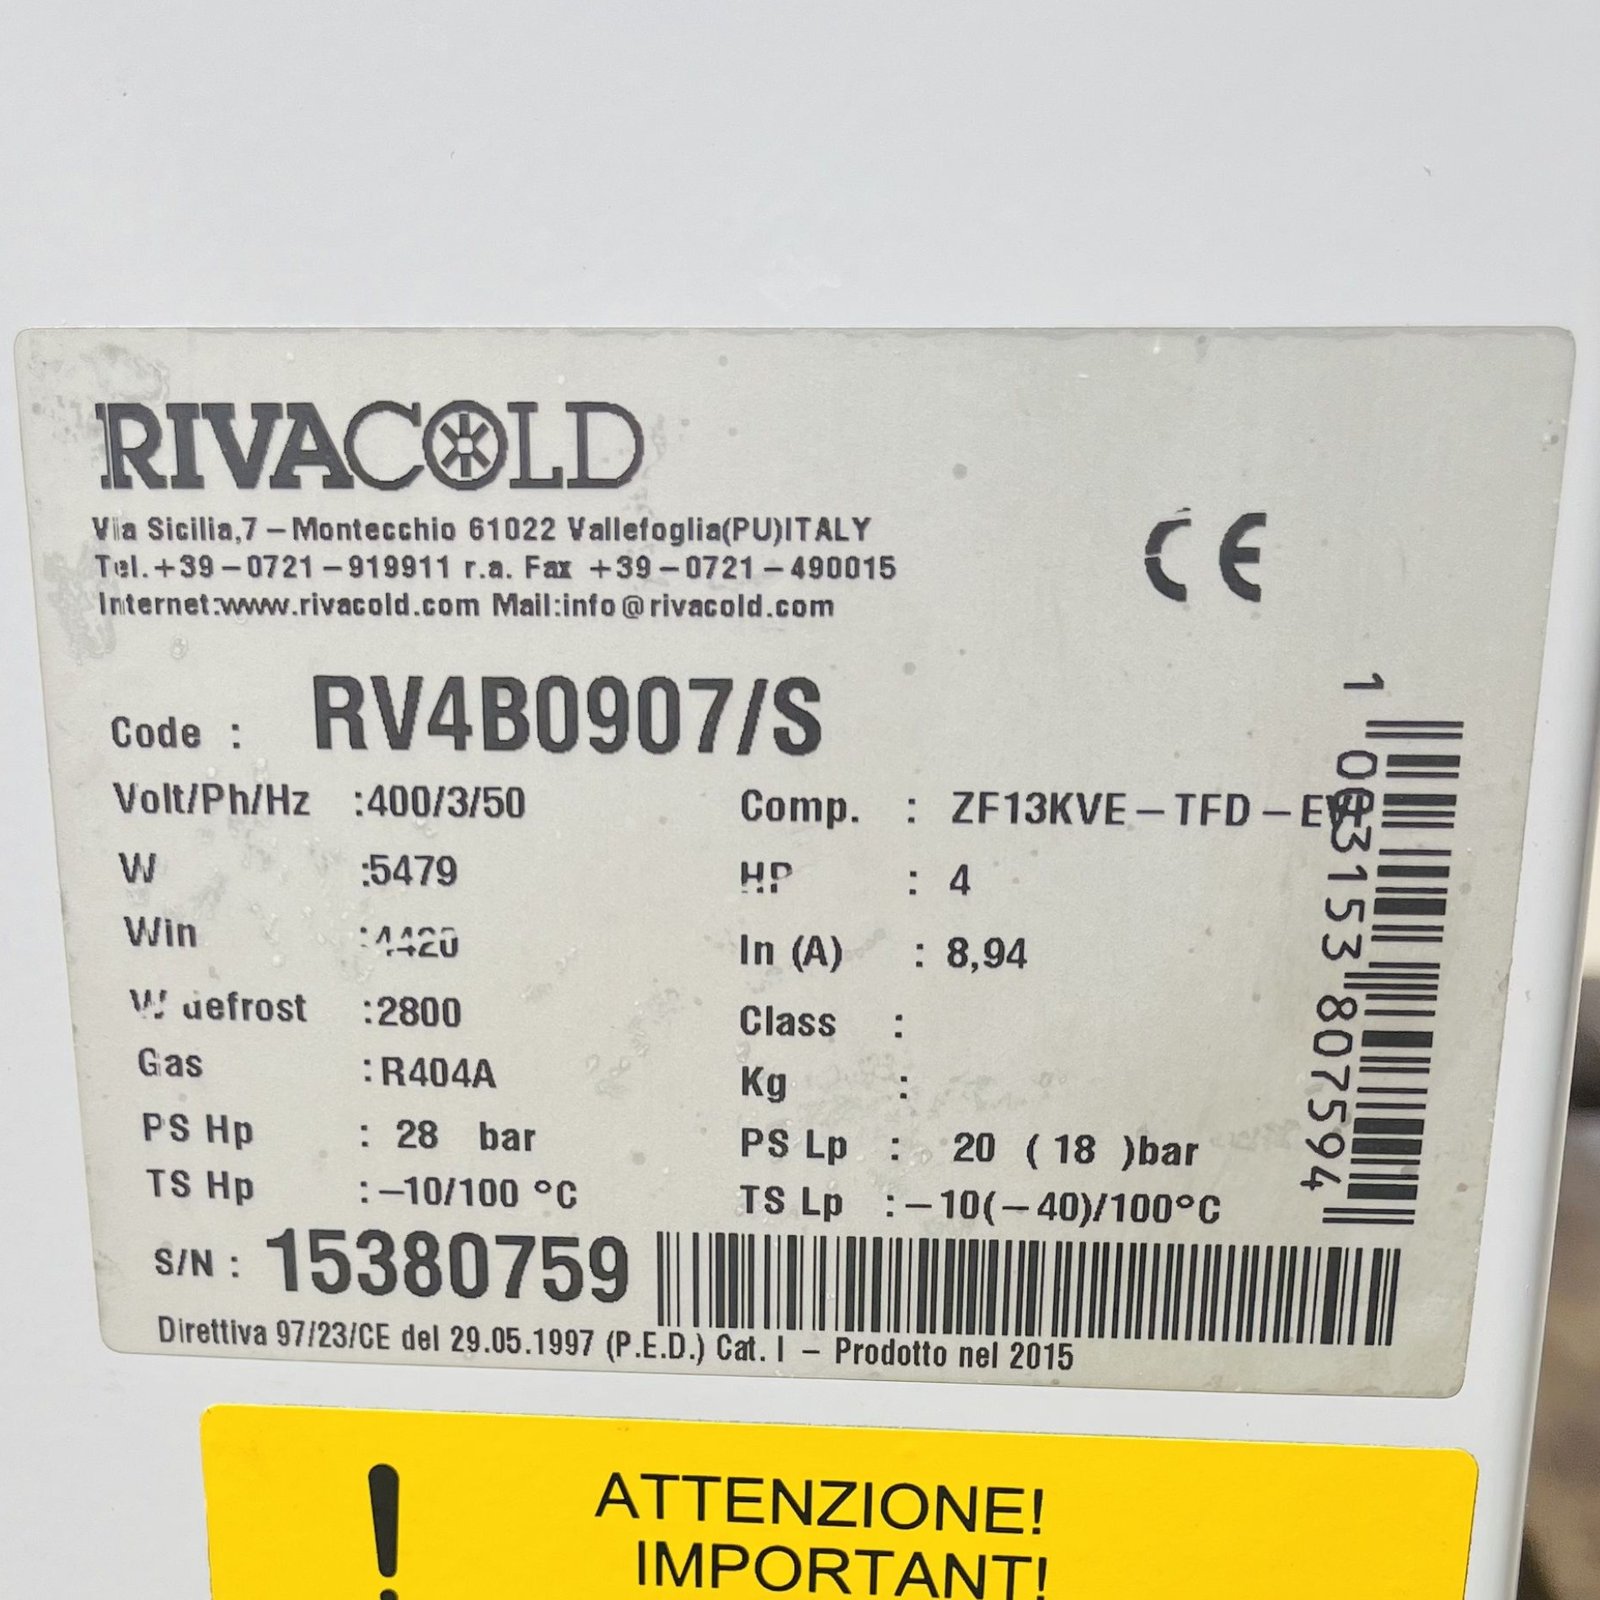 RIVACOLD
Via Sicilia,7 – Montecchio 61022 Vallefoglia(PU)ITALY
Tel.+39–0721–919911 r.a. Fax +39–0721–490015
Internet:www.rivacold.com Mail:info@rivacold.com
CE
Code : RV4B0907/S
Volt/Ph/Hz :400/3/50
Comp. : ZF13KVE–TFD–
W :5479
HP : 4
Win :4420
In (A) : 8,94
W defrost :2800
Class :
Gas :R404A
Kg :
PS Hp : 28 bar
PS Lp : 20 ( 18 )bar
TS Hp :–10/100 °C
TS Lp :–10(–40)/100°C
S/N : 15380759
Direttiva 97/23/CE del 29.05.1997 (P.E.D.) Cat. I – Prodotto nel 2015
ATTENZIONE!
IMPORTANT!